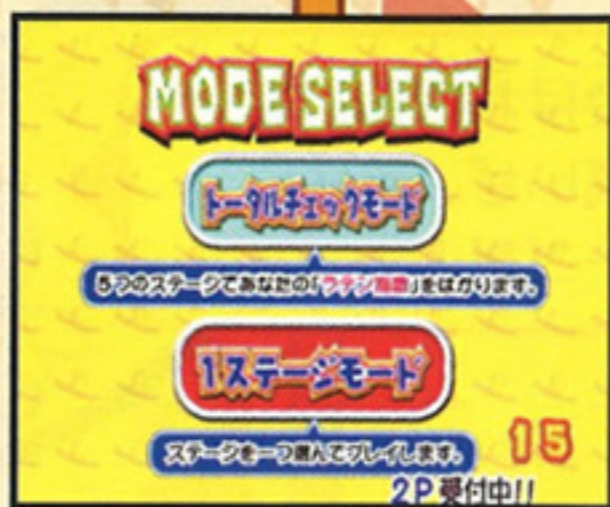 MODE SELECT
トータルチェックモード
5つのステージであなたの「ラテン指数」をはかります。
1ステージモード
ステージを一つ選んでプレイします。
15
2P 受付中!!